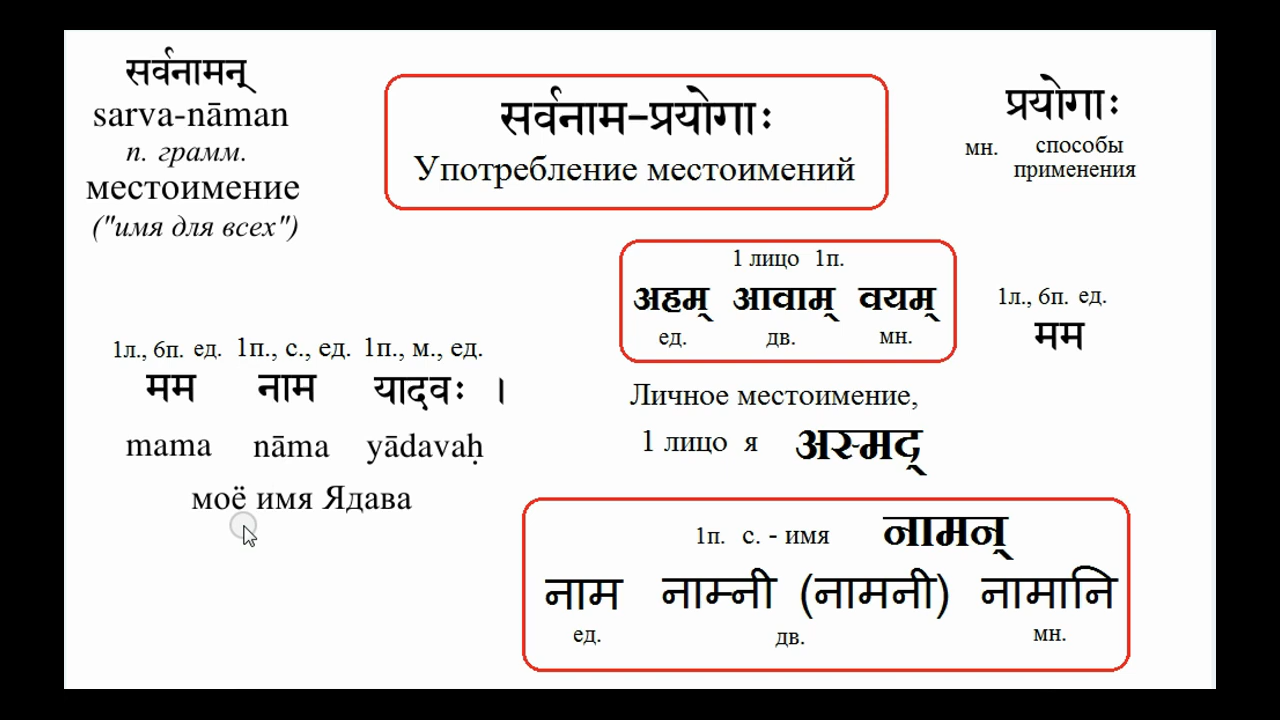 सर्वनामन्
sarva-nāman
n. грамм.
местоимение
("имя для всех")
सर्वनाम-प्रयोगाः
Употребление местоимений
प्रयोगाः
мн. способы применения
1 лицо 1п.
अहम् आवाम् वयम्
ед. дв. мн.
1л., 6п. ед.
मम
1л., 6п. ед. 1п., с., ед. 1п., м., ед.
मम नाम यादवः ।
mama nāma yādavaḥ
моё имя Ядава
Личное местоимение,
1 лицо я अस्मद्
1п. с. - имя नामन्
नाम नाम्नी (नामनी) नामानि
ед. дв. мн.